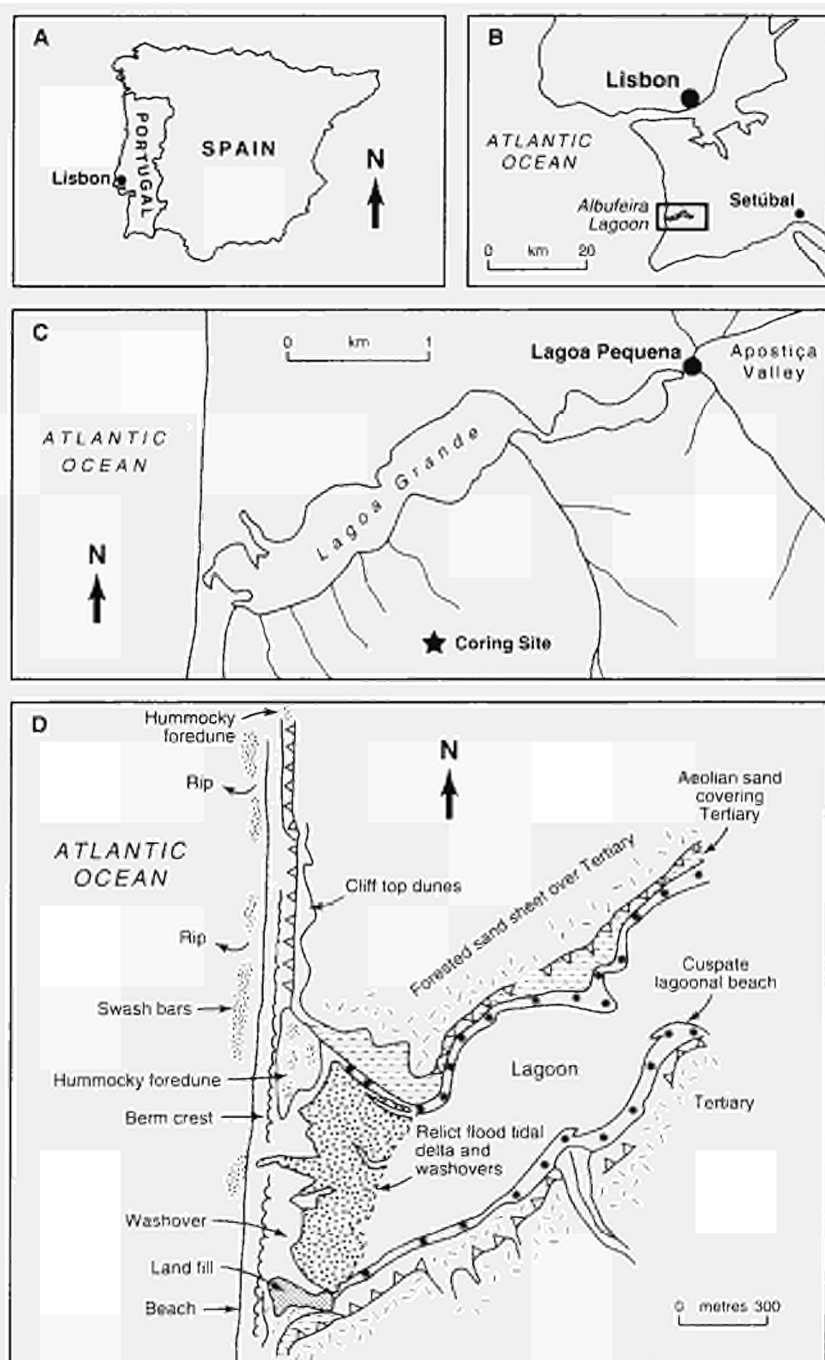 A
PORTUGAL
SPAIN
Lisbon
N
B
Lisbon
ATLANTIC
OCEAN
Albufeira
Lagoon
Setúbal
0 km 20
C
0 km 1
Lagoa Pequena
Apostiça
Valley
ATLANTIC
OCEAN
Lagoa Grande
N
Coring Site
D
Hummocky
foredune
N
Rip
Aeolian sand
covering
Tertiary
ATLANTIC
OCEAN
Forested sand sheet over Tertiary
Cliff top dunes
Rip
Cuspate
lagoonal beach
Swash bars
Lagoon
Hummocky foredune
Tertiary
Berm crest
Relict flood tidal
delta and
washovers
Washover
Land fill
Beach
0 metres 300